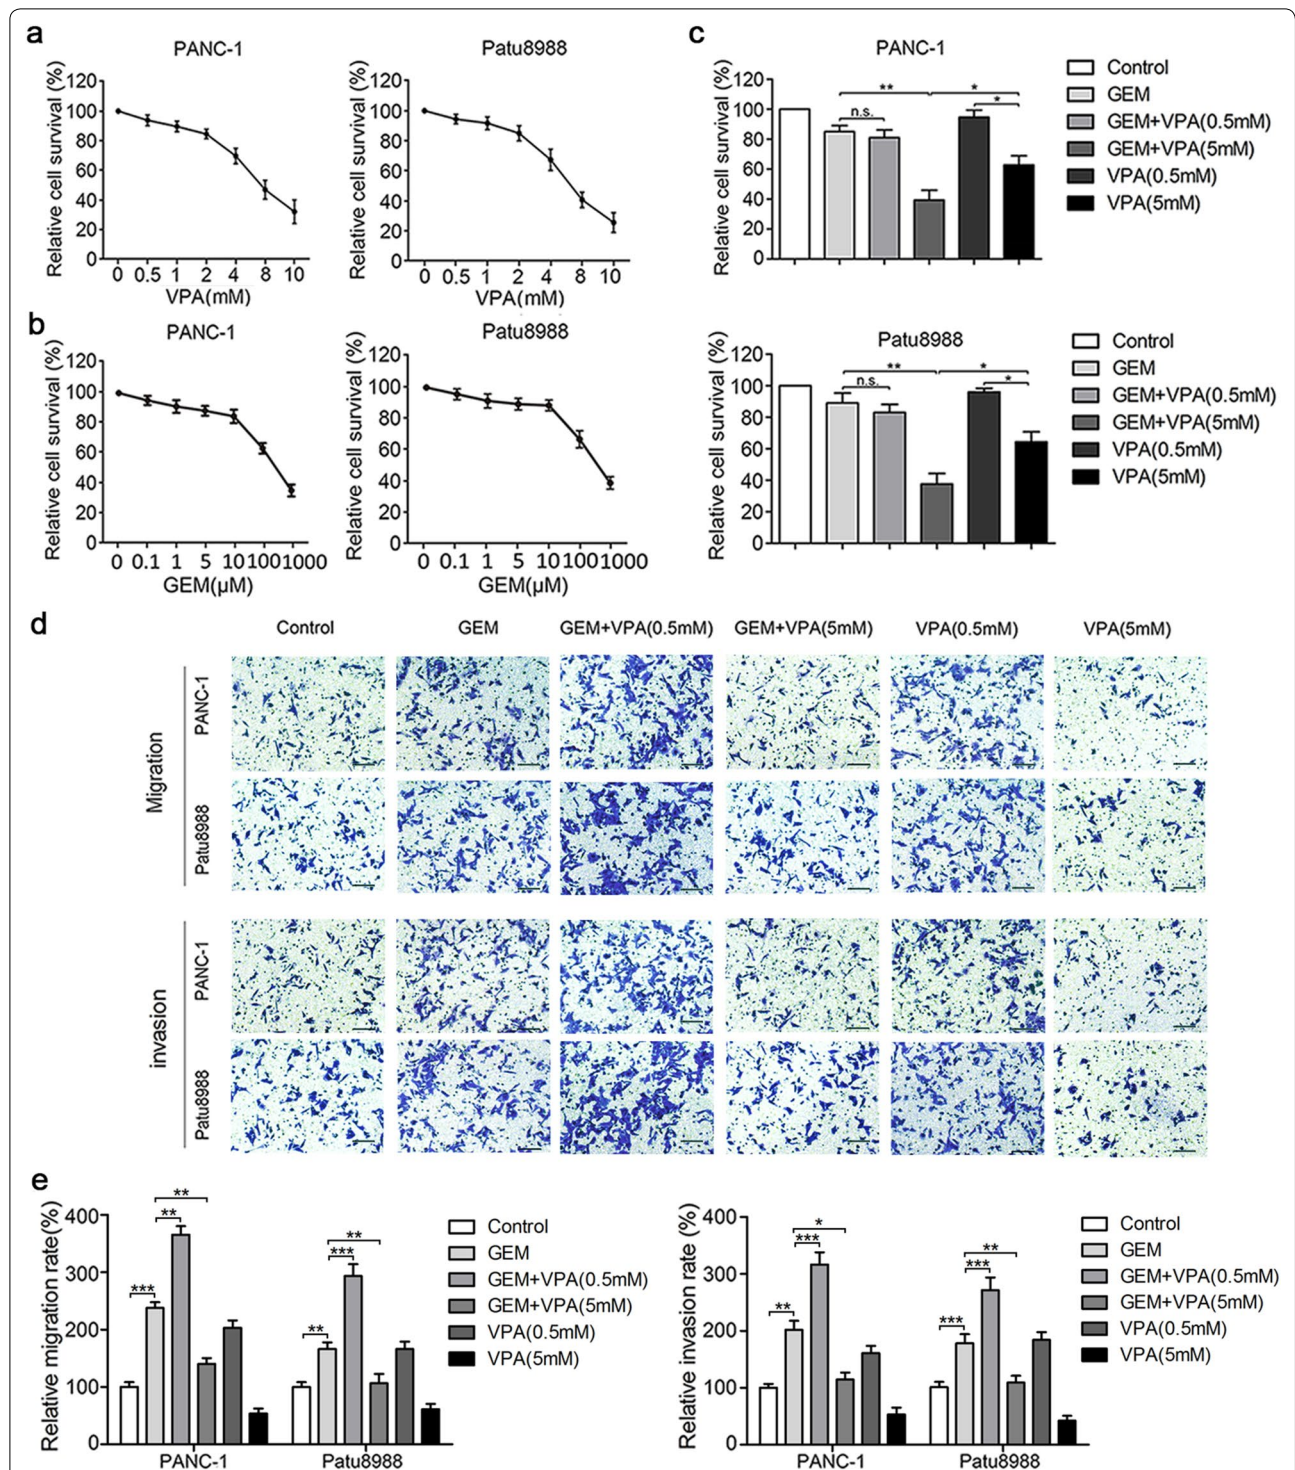 a
PANC-1
Relative cell survival (%)
120
100
80
60
40
20
0
0 0.5 1 2 4 8 10
VPA(mM)
Patu8988
Relative cell survival (%)
120
100
80
60
40
20
0
0 0.5 1 2 4 8 10
VPA(mM)
b
PANC-1
Relative cell survival (%)
120
100
80
60
40
20
0
0 0.1 1 5 10 100 1000
GEM(μM)
Patu8988
Relative cell survival (%)
120
100
80
60
40
20
0
0 0.1 1 5 10 100 1000
GEM(μM)
c
PANC-1
Relative cell survival (%)
120
100
80
60
40
20
0
** *
n.s. *
Control
GEM
GEM+VPA(0.5mM)
GEM+VPA(5mM)
VPA(0.5mM)
VPA(5mM)
Patu8988
Relative cell survival (%)
120
100
80
60
40
20
0
** *
n.s. *
Control
GEM
GEM+VPA(0.5mM)
GEM+VPA(5mM)
VPA(0.5mM)
VPA(5mM)
d
Control GEM GEM+VPA(0.5mM) GEM+VPA(5mM) VPA(0.5mM) VPA(5mM)
Migration
PANC-1
Patu8988
invasion
PANC-1
Patu8988
e
Relative migration rate(%)
400
300
200
100
0
**
**
***
**
***
**
PANC-1 Patu8988
Control
GEM
GEM+VPA(0.5mM)
GEM+VPA(5mM)
VPA(0.5mM)
VPA(5mM)
Relative invasion rate (%)
400
300
200
100
0
*
***
**
**
***
***
PANC-1 Patu8988
Control
GEM
GEM+VPA(0.5mM)
GEM+VPA(5mM)
VPA(0.5mM)
VPA(5mM)